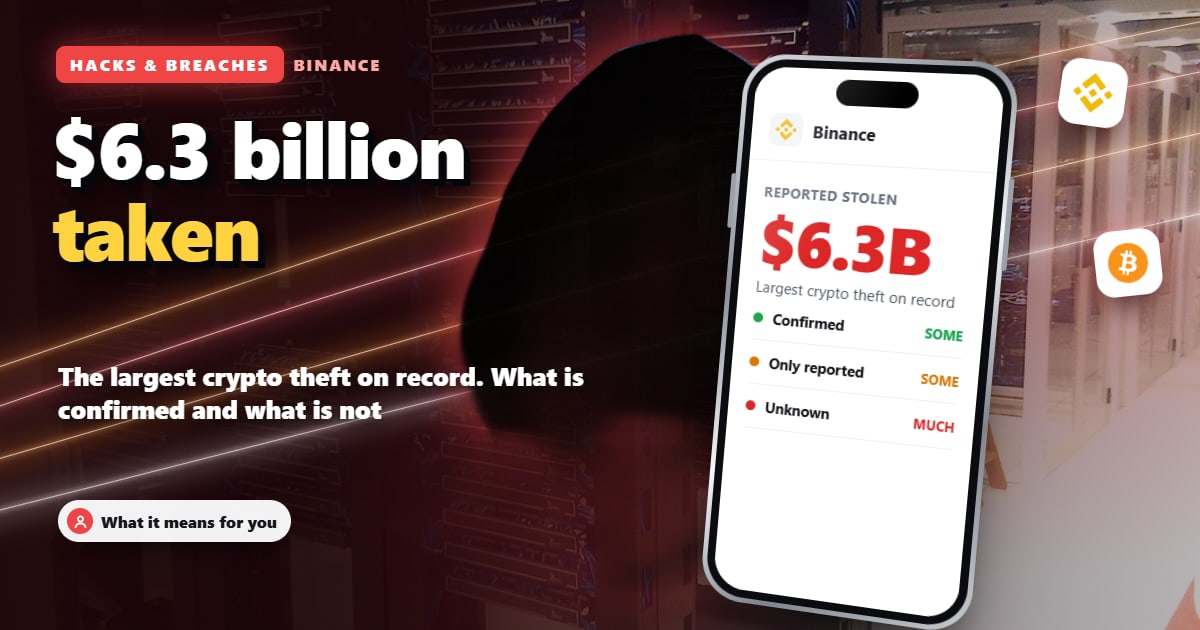 HACKS & BREACHES BINANCE
$6.3 billion
taken
The largest crypto theft on record. What is
confirmed and what is not
What it means for you
Binance
REPORTED STOLEN
$6.3B
Largest crypto theft on record
Confirmed SOME
Only reported SOME
Unknown MUCH